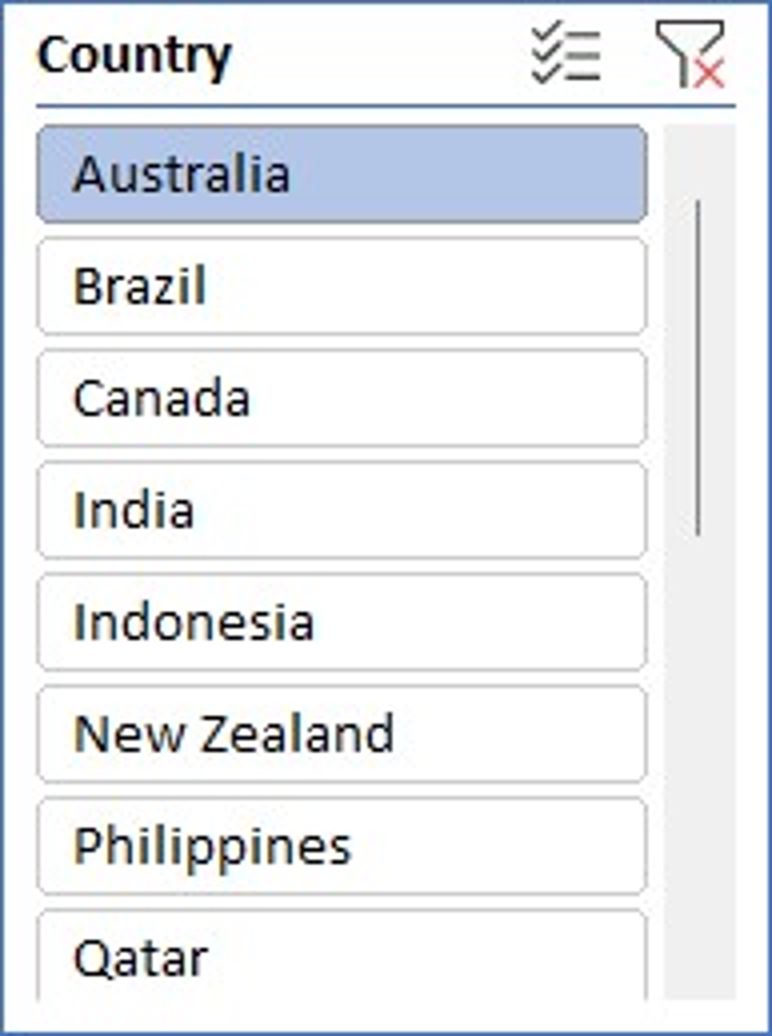 Country
Australia
Brazil
Canada
India
Indonesia
New Zealand
Philippines
Qatar